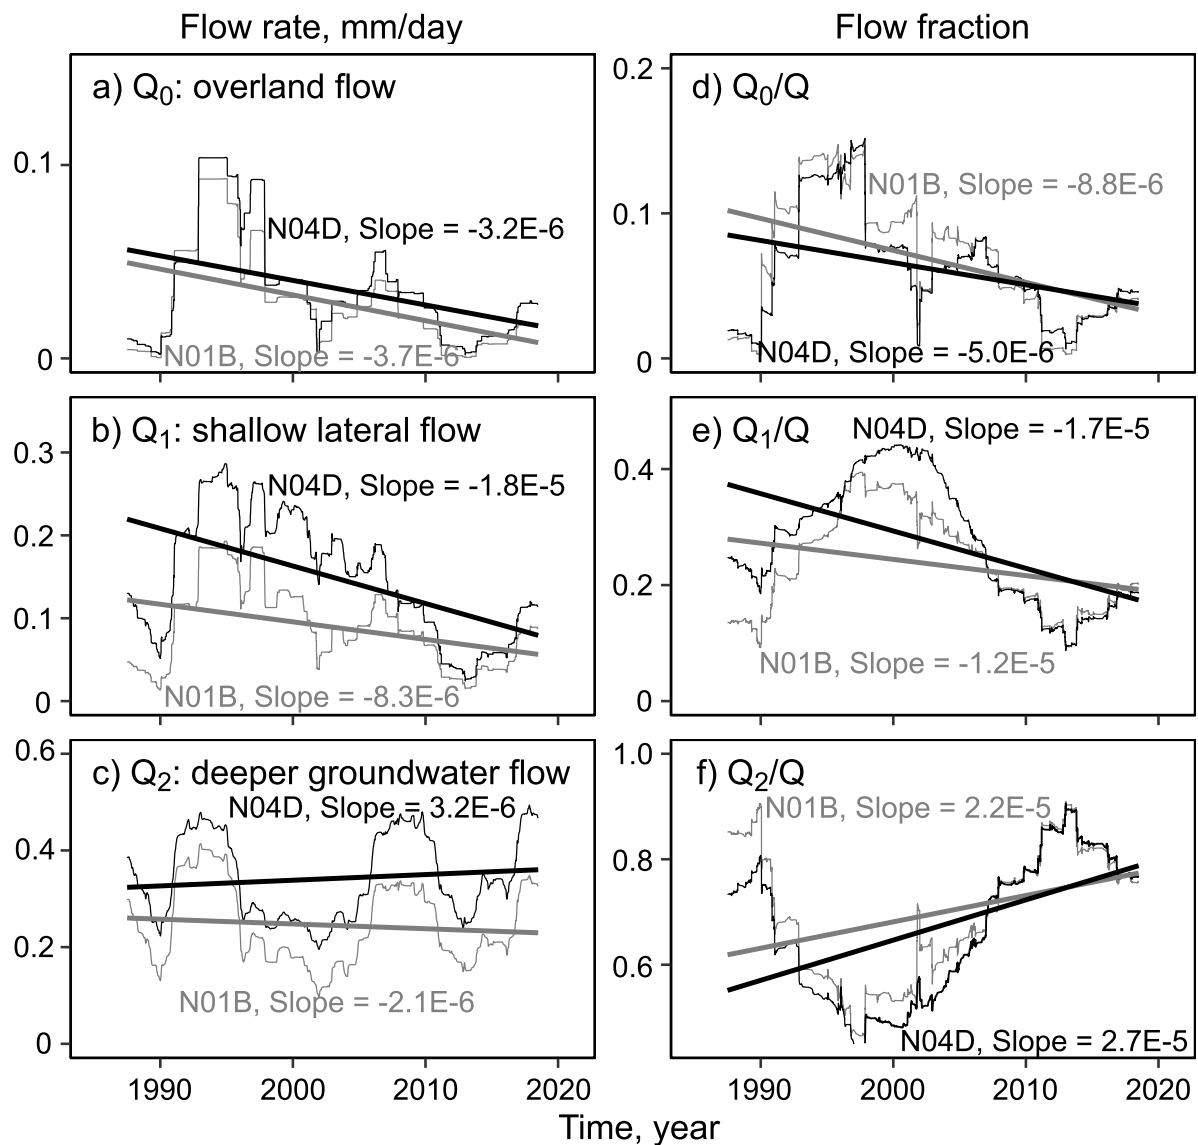 Flow rate, mm/day
Flow fraction
a) Q₀: overland flow
0.1
0
N04D, Slope = -3.2E-6
N01B, Slope = -3.7E-6
d) Q₀/Q
0.2
0.1
0
N01B, Slope = -8.8E-6
N04D, Slope = -5.0E-6
b) Q₁: shallow lateral flow
0.3
0.2
0.1
0
N04D, Slope = -1.8E-5
N01B, Slope = -8.3E-6
e) Q₁/Q
0.4
0.2
0
N04D, Slope = -1.7E-5
N01B, Slope = -1.2E-5
c) Q₂: deeper groundwater flow
0.6
0.4
0.2
0
N04D, Slope = 3.2E-6
N01B, Slope = -2.1E-6
1990 2000 2010 2020
f) Q₂/Q
1.0
0.8
0.6
N01B, Slope = 2.2E-5
N04D, Slope = 2.7E-5
1990 2000 2010 2020
Time, year